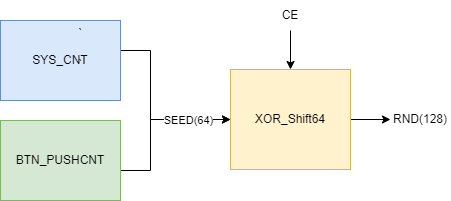 CE
`
SYS_CNT
SEED(64)
XOR_Shift64
RND(128)
BTN_PUSHCNT